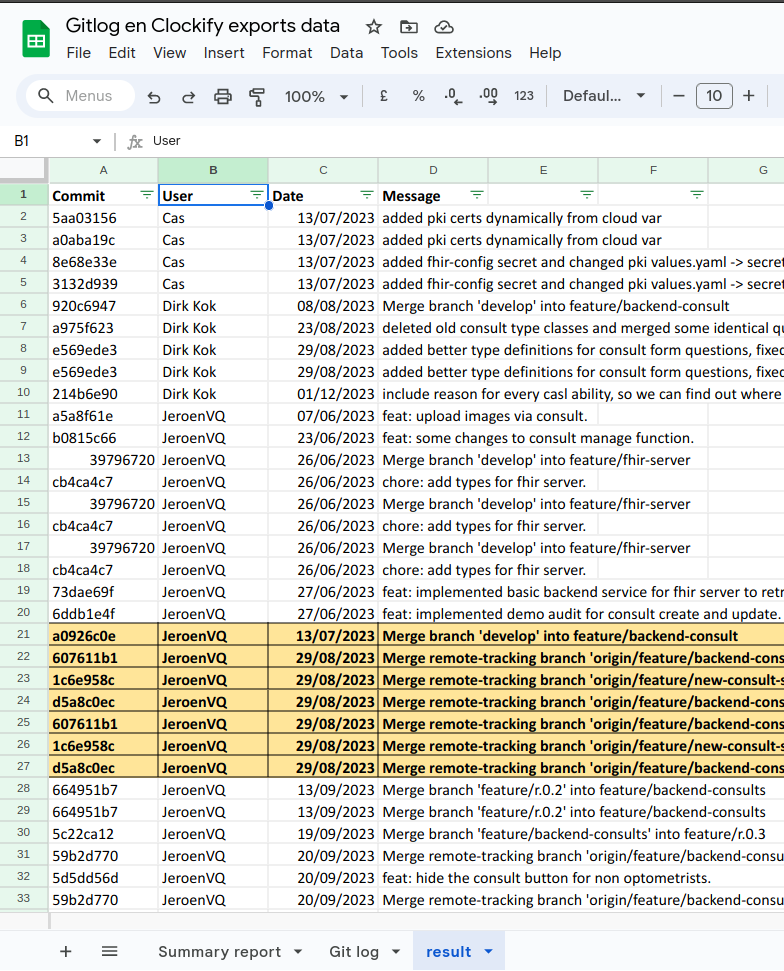 Gitlog en Clockify exports data
File Edit View Insert Format Data Tools Extensions Help
Menus 100% £ % .0 .00 123 Defaul... − 10 +
B1 fx User
A B C D E F G
1 Commit User Date Message
2 5aa03156 Cas 13/07/2023 added pki certs dynamically from cloud var
3 a0aba19c Cas 13/07/2023 added pki certs dynamically from cloud var
4 8e68e33e Cas 13/07/2023 added fhir-config secret and changed pki values.yaml -> secret
5 3132d939 Cas 13/07/2023 added fhir-config secret and changed pki values.yaml -> secret
6 920c6947 Dirk Kok 08/08/2023 Merge branch 'develop' into feature/backend-consult
7 a975f623 Dirk Kok 23/08/2023 deleted old consult type classes and merged some identical qu
8 e569ede3 Dirk Kok 29/08/2023 added better type definitions for consult form questions, fixed
9 e569ede3 Dirk Kok 29/08/2023 added better type definitions for consult form questions, fixed
10 214b6e90 Dirk Kok 01/12/2023 include reason for every casl ability, so we can find out where
11 a5a8f61e JeroenVQ 07/06/2023 feat: upload images via consult.
12 b0815c66 JeroenVQ 23/06/2023 feat: some changes to consult manage function.
13 39796720 JeroenVQ 26/06/2023 Merge branch 'develop' into feature/fhir-server
14 cb4ca4c7 JeroenVQ 26/06/2023 chore: add types for fhir server.
15 39796720 JeroenVQ 26/06/2023 Merge branch 'develop' into feature/fhir-server
16 cb4ca4c7 JeroenVQ 26/06/2023 chore: add types for fhir server.
17 39796720 JeroenVQ 26/06/2023 Merge branch 'develop' into feature/fhir-server
18 cb4ca4c7 JeroenVQ 26/06/2023 chore: add types for fhir server.
19 73dae69f JeroenVQ 27/06/2023 feat: implemented basic backend service for fhir server to retr
20 6ddb1e4f JeroenVQ 27/06/2023 feat: implemented demo audit for consult create and update.
21 a0926c0e JeroenVQ 13/07/2023 Merge branch 'develop' into feature/backend-consult
22 607611b1 JeroenVQ 29/08/2023 Merge remote-tracking branch 'origin/feature/backend-cons
23 1c6e958c JeroenVQ 29/08/2023 Merge remote-tracking branch 'origin/feature/new-consult-s
24 d5a8c0ec JeroenVQ 29/08/2023 Merge remote-tracking branch 'origin/feature/backend-cons
25 607611b1 JeroenVQ 29/08/2023 Merge remote-tracking branch 'origin/feature/backend-cons
26 1c6e958c JeroenVQ 29/08/2023 Merge remote-tracking branch 'origin/feature/new-consult-s
27 d5a8c0ec JeroenVQ 29/08/2023 Merge remote-tracking branch 'origin/feature/backend-cons
28 664951b7 JeroenVQ 13/09/2023 Merge branch 'feature/r.0.2' into feature/backend-consults
29 664951b7 JeroenVQ 13/09/2023 Merge branch 'feature/r.0.2' into feature/backend-consults
30 5c22ca12 JeroenVQ 19/09/2023 Merge branch 'feature/backend-consults' into feature/r.0.3
31 59b2d770 JeroenVQ 20/09/2023 Merge remote-tracking branch 'origin/feature/backend-consu
32 5d5dd56d JeroenVQ 20/09/2023 feat: hide the consult button for non optometrists.
33 59b2d770 JeroenVQ 20/09/2023 Merge remote-tracking branch 'origin/feature/backend-consu
+ Summary report Git log result